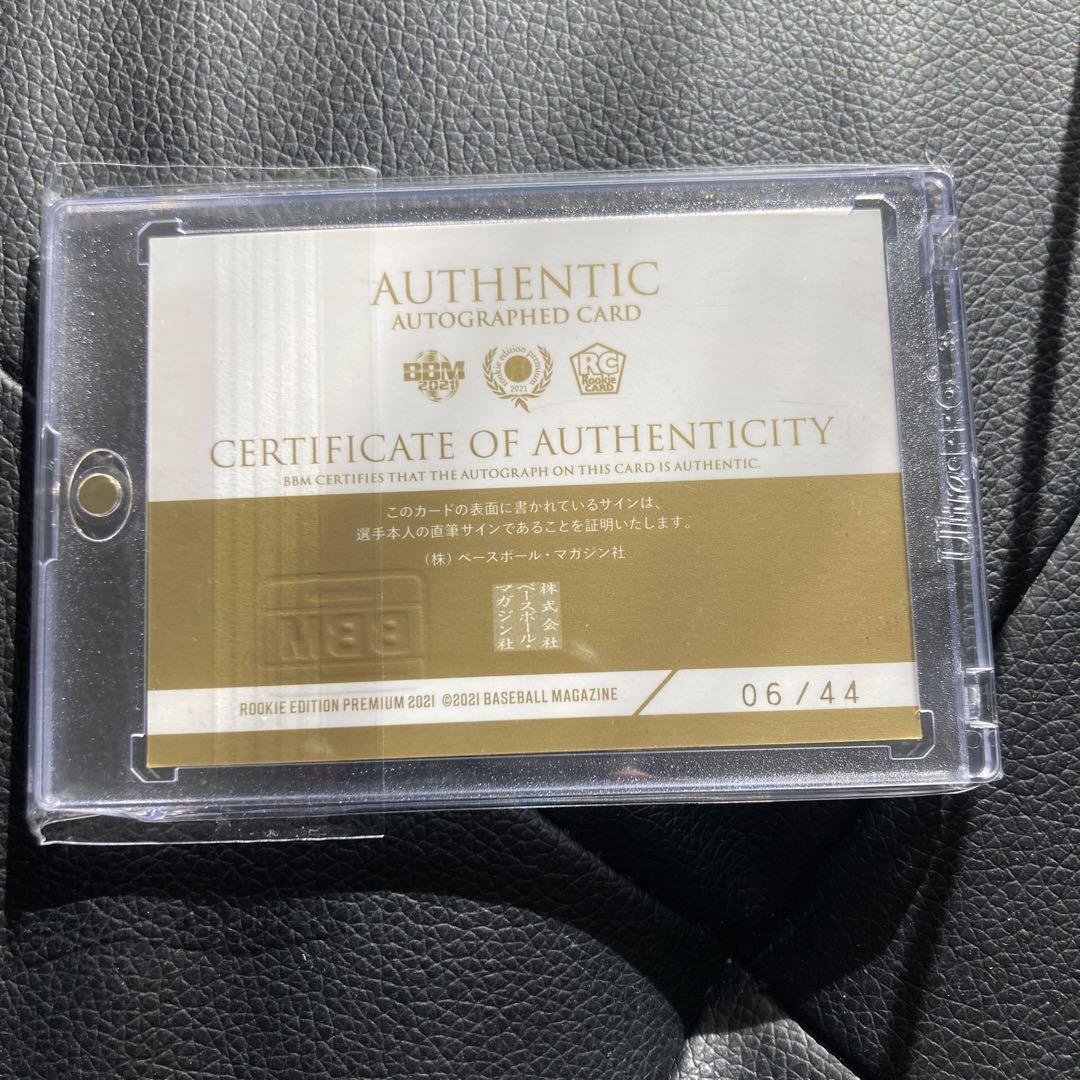 AUTHENTIC
AUTOGRAPHED CARD
BBM
2021
rookie edition premium
2021
RC
Rookie
CARD
CERTIFICATE OF AUTHENTICITY
BBM CERTIFIES THAT THE AUTOGRAPH ON THIS CARD IS AUTHENTIC.
このカードの表面に書かれているサインは、
選手本人の直筆サインであることを証明いたします。
(株) ベースボール・マガジン社
株式会社
ベースボール・
マガジン社
BBM
ROOKIE EDITION PREMIUM 2021 ©2021 BASEBALL MAGAZINE
06/44
Ultra PRO®